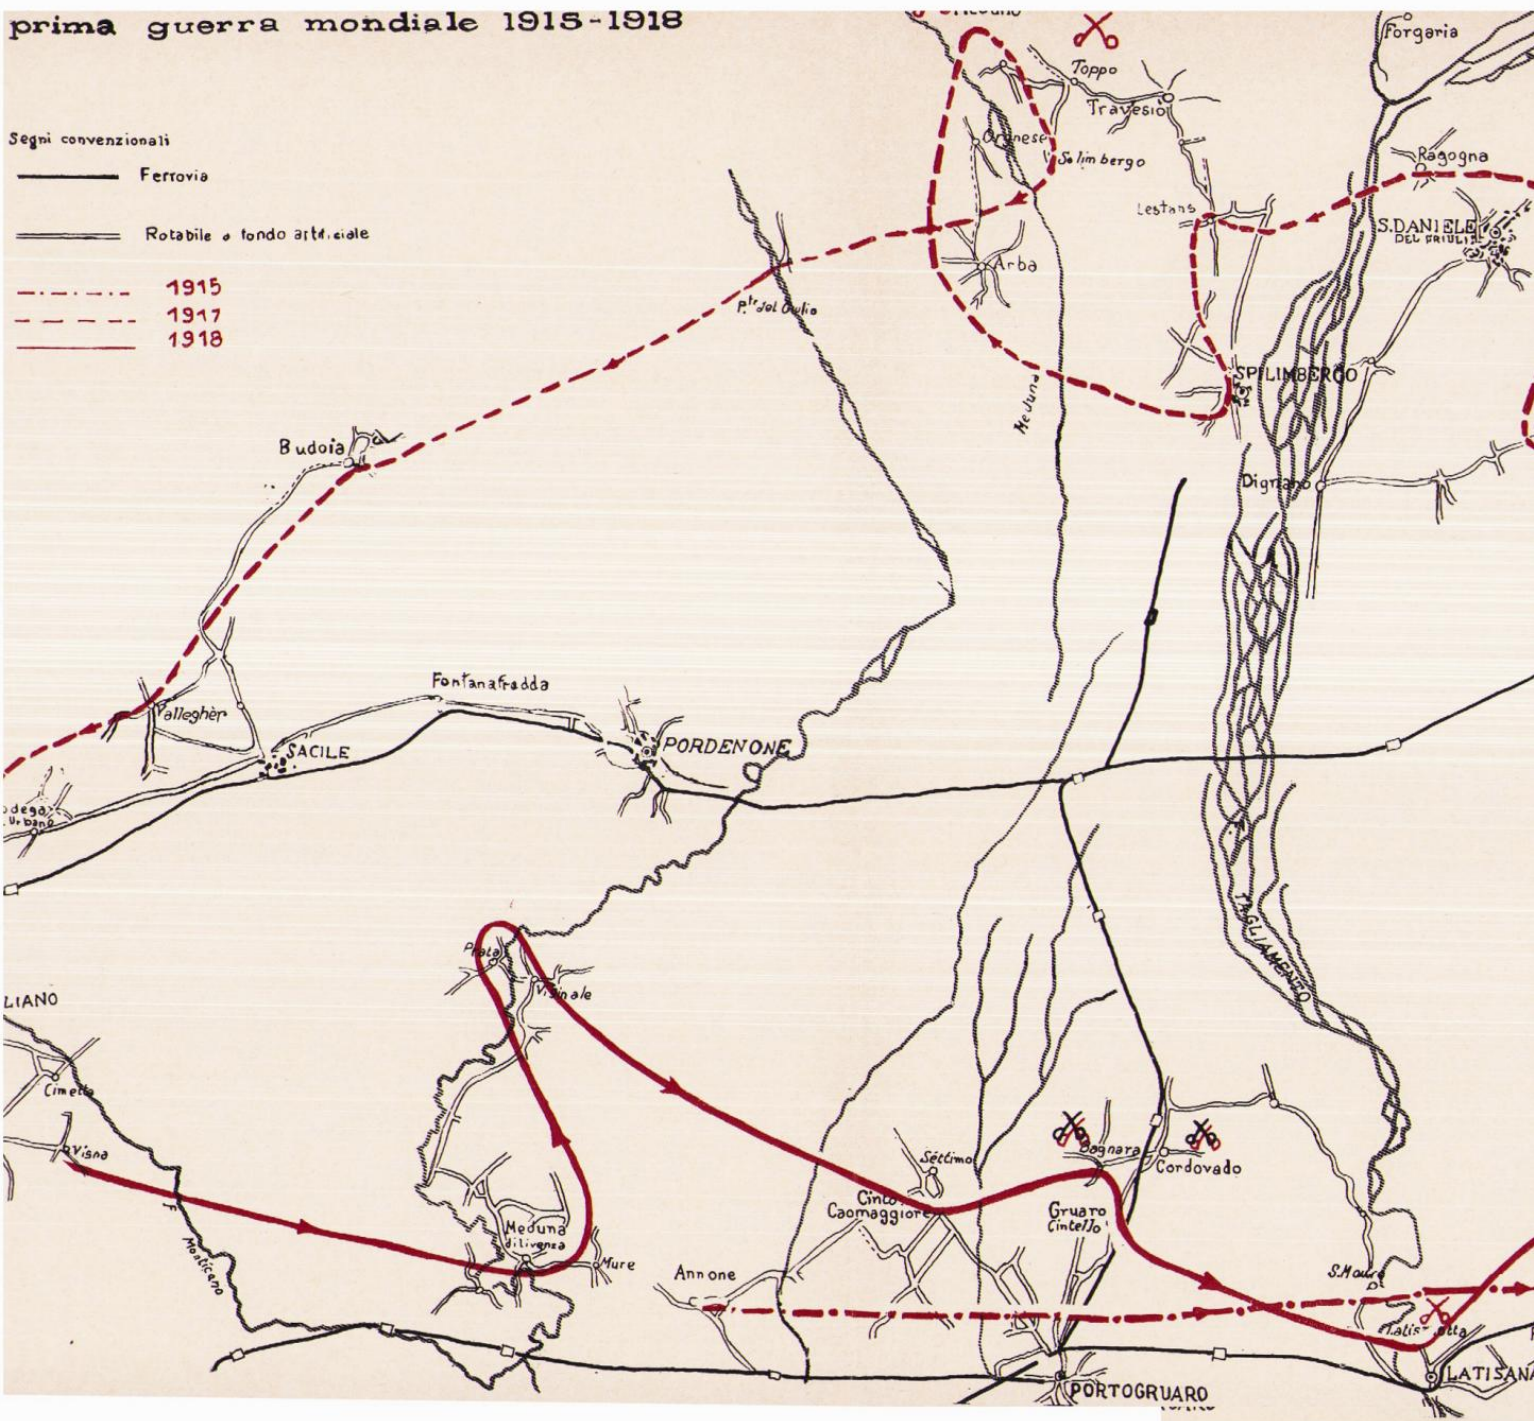 prima guerra mondiale 1915-1918
Forgaria
Toppo
Travesio
Segni convenzionali
Ferrovia
Ragogna
Solimbergo
Lestans
Rotabile a fondo artificiale
S.DANIELE
DEL FRIULI
Arba
1915
1917
1918
P.te del Giulio
SPILIMBERGO
Meduna
Budoia
Dignano
Fontanafredda
Vallegher
SACILE
PORDENONE
TAGLIAMENTO
Prata
Visinale
LIANO
Cimetta
Visna
Bagnara
Cordovado
Settimo
Cinto
Caomaggiore
Gruaro
Cintello
Meduna
di Livenza
Mure
Monticano
Annone
PORTOGRUARO
LATISANA